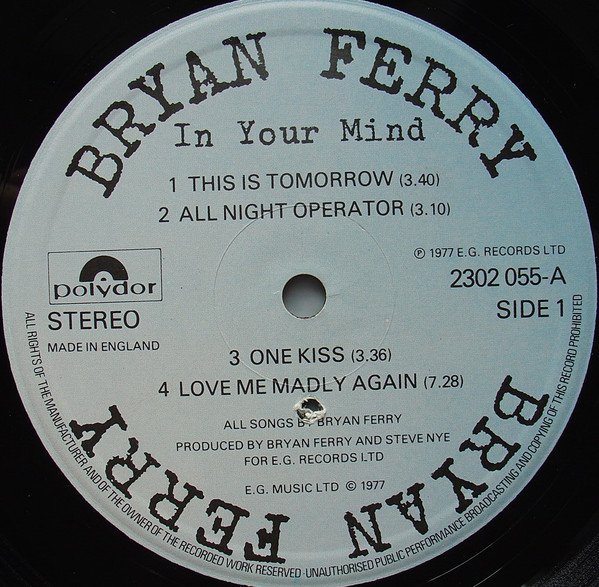 BRYAN FERRY
In Your Mind
1 THIS IS TOMORROW (3.40)
2 ALL NIGHT OPERATOR (3.10)
℗ 1977 E.G. RECORDS LTD
polydor
2302 055-A
STEREO
SIDE 1
MADE IN ENGLAND
3 ONE KISS (3.36)
4 LOVE ME MADLY AGAIN (7.28)
ALL SONGS BY BRYAN FERRY
PRODUCED BY BRYAN FERRY AND STEVE NYE
FOR E.G. RECORDS LTD
E.G. MUSIC LTD © 1977
BRYAN FERRY
ALL RIGHTS OF THE MANUFACTURER AND OF THE OWNER OF THE RECORDED WORK RESERVED · UNAUTHORISED PUBLIC PERFORMANCE BROADCASTING AND COPYING OF THIS RECORD PROHIBITED